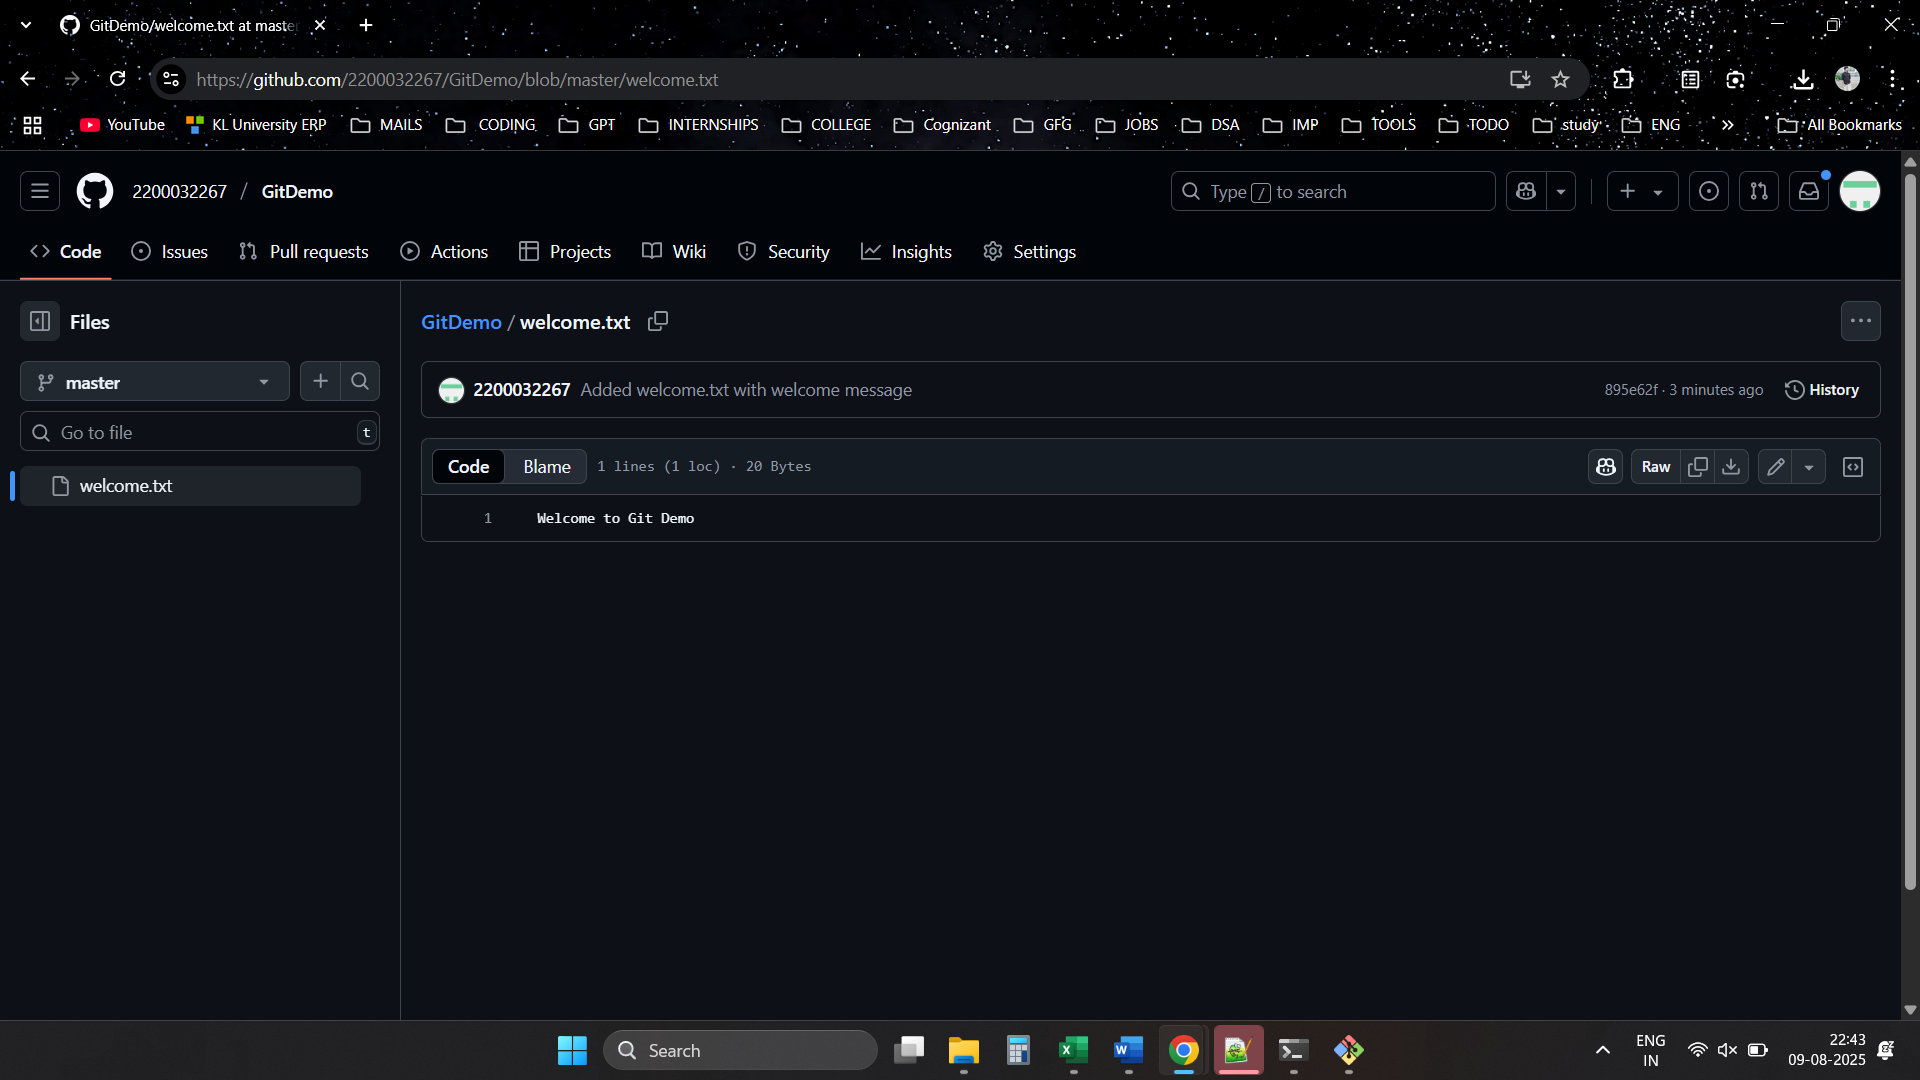 GitDemo/welcome.txt at maste
https://github.com/2200032267/GitDemo/blob/master/welcome.txt
YouTube KL University ERP MAILS CODING GPT INTERNSHIPS COLLEGE Cognizant GFG JOBS DSA IMP TOOLS TODO study ENG » All Bookmarks
2200032267 / GitDemo Type / to search
Code Issues Pull requests Actions Projects Wiki Security Insights Settings
Files
GitDemo / welcome.txt
master
2200032267 Added welcome.txt with welcome message 895e62f · 3 minutes ago History
Go to file t
Code Blame 1 lines (1 loc) · 20 Bytes Raw
welcome.txt
1 Welcome to Git Demo
Search
ENG
IN
22:43
09-08-2025